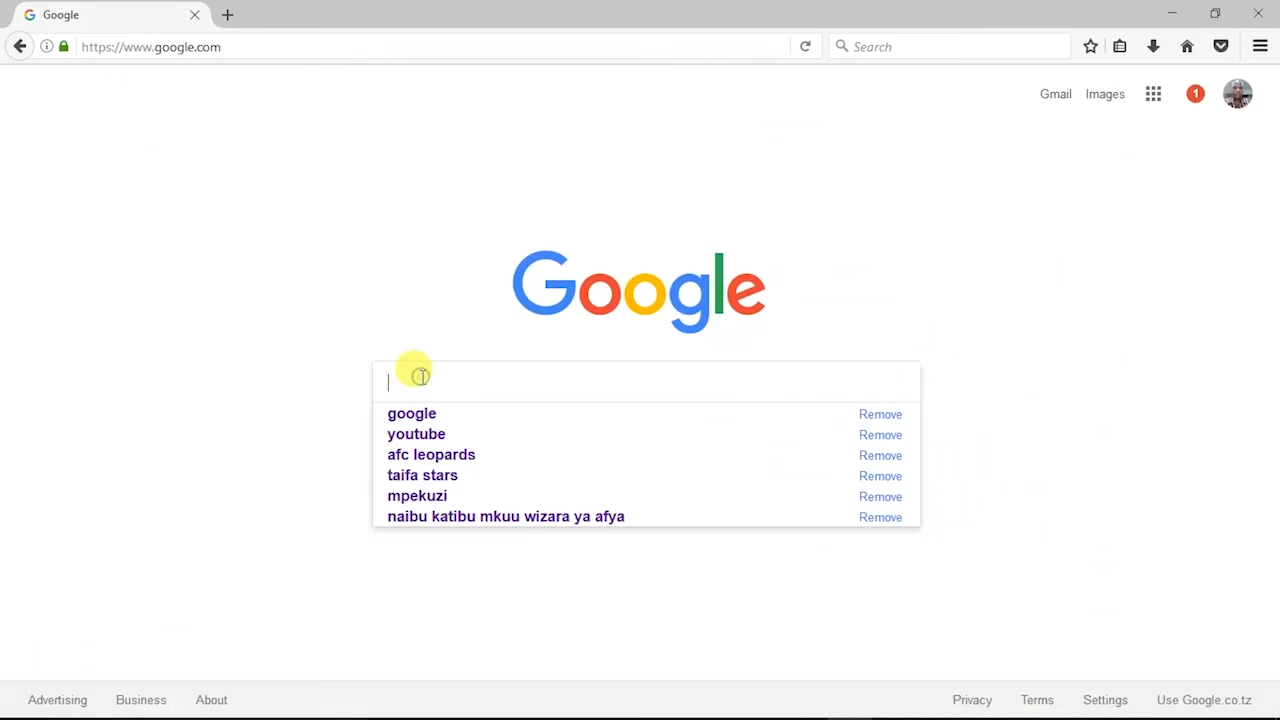 Google
https://www.google.com
Search
Gmail Images 1
Google
google Remove
youtube Remove
afc leopards Remove
taifa stars Remove
mpekuzi Remove
naibu katibu mkuu wizara ya afya Remove
Advertising Business About Privacy Terms Settings Use Google.co.tz